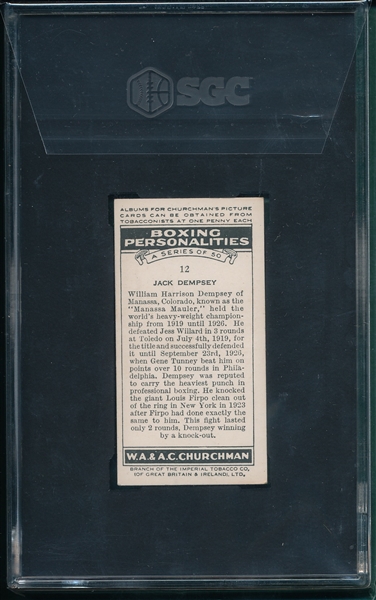 SGC
ALBUMS FOR CHURCHMAN'S PICTURE
CARDS CAN BE OBTAINED FROM
TOBACCONISTS AT ONE PENNY EACH
BOXING
PERSONALITIES
A SERIES OF 50
12
JACK DEMPSEY
William Harrison Dempsey of
Manassa, Colorado, known as the
"Manassa Mauler," held the
world's heavy-weight champion-
ship from 1919 until 1926. He
defeated Jess Willard in 3 rounds
at Toledo on July 4th, 1919, for
the title and successfully defended
it until September 23rd, 1926,
when Gene Tunney beat him on
points over 10 rounds in Phila-
delphia. Dempsey was reputed
to carry the heaviest punch in
professional boxing. He knocked
the giant Louis Firpo clean out
of the ring in New York in 1923
after Firpo had done exactly the
same to him. This fight lasted
only 2 rounds, Dempsey winning
by a knock-out.
W.A.& A.C.CHURCHMAN
BRANCH OF THE IMPERIAL TOBACCO CO.
(OF GREAT BRITAIN & IRELAND), LTD.